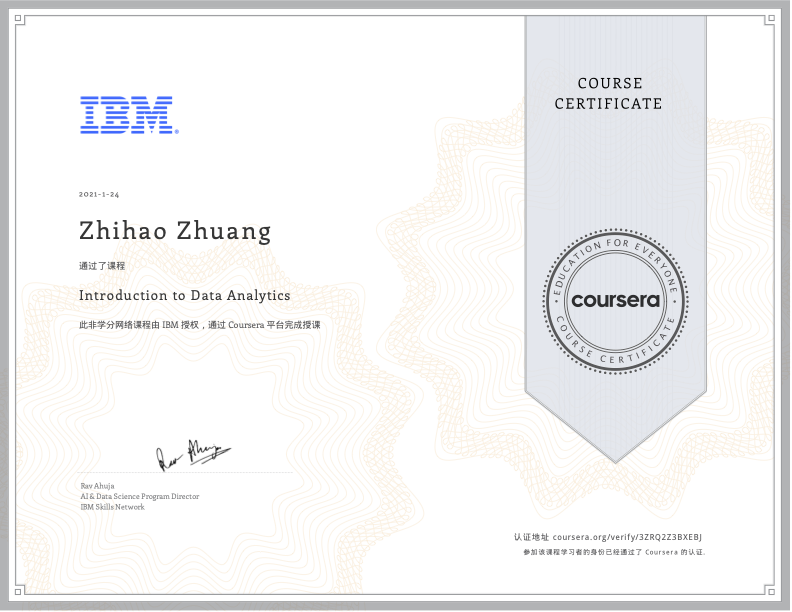 IBM®
COURSE
CERTIFICATE
2021-1-24
Zhihao Zhuang
通过了课程
Introduction to Data Analytics
此非学分网络课程由 IBM 授权，通过 Coursera 平台完成授课
EDUCATION FOR EVERYONE
coursera
COURSE CERTIFICATE
Rav Ahuja
Rav Ahuja
AI & Data Science Program Director
IBM Skills Network
认证地址 coursera.org/verify/3ZRQ2Z3BXEBJ
参加该课程学习者的身份已经通过了 Coursera 的认证.